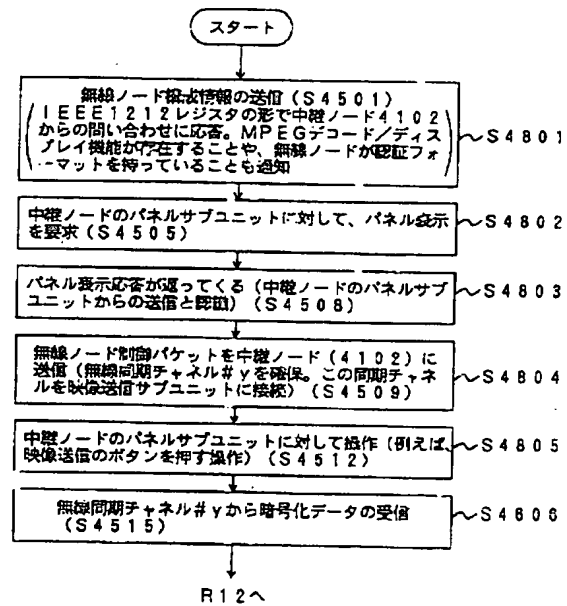 スタート
無線ノード構成情報の送信(S4501)
IEEE1212レジスタの形で中継ノード4102
からの問い合わせに応答。MPEGデコード/ディス
プレイ機能が存在することや、無線ノードが認証フォ
ーマットを持っていることも通知
S4801
中継ノードのパネルサブユニットに対して、パネル表示
を要求(S4505)
S4802
パネル表示応答が返ってくる(中継ノードのパネルサブ
ユニットからの送信と認識)(S4508)
S4803
無線ノード制御パケットを中継ノード(4102)に
送信(無線同期チャネル#yを確保。この同期チャネ
ルを映像送信サブユニットに接続)(S4509)
S4804
中継ノードのパネルサブユニットに対して操作(例えば、
映像送信のボタンを押す操作)(S4512)
S4805
無線同期チャネル#yから暗号化データの受信
(S4515)
S4806
R12へ